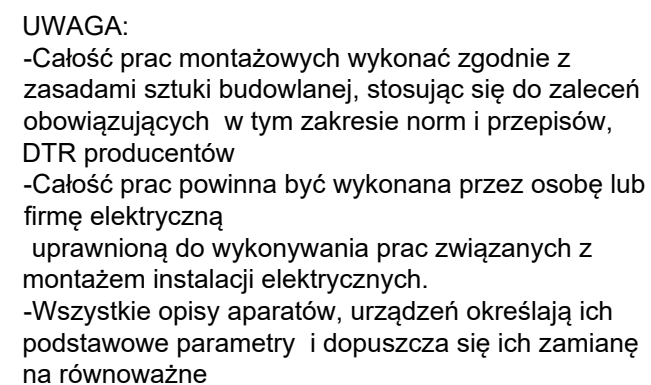 UWAGA:
-Całość prac montażowych wykonać zgodnie z
zasadami sztuki budowlanej, stosując się do zaleceń
obowiązujących  w tym zakresie norm i przepisów,
DTR producentów
-Całość prac powinna być wykonana przez osobę lub
firmę elektryczną
 uprawnioną do wykonywania prac związanych z
montażem instalacji elektrycznych.
-Wszystkie opisy aparatów, urządzeń określają ich
podstawowe parametry  i dopuszcza się ich zamianę
na równoważne